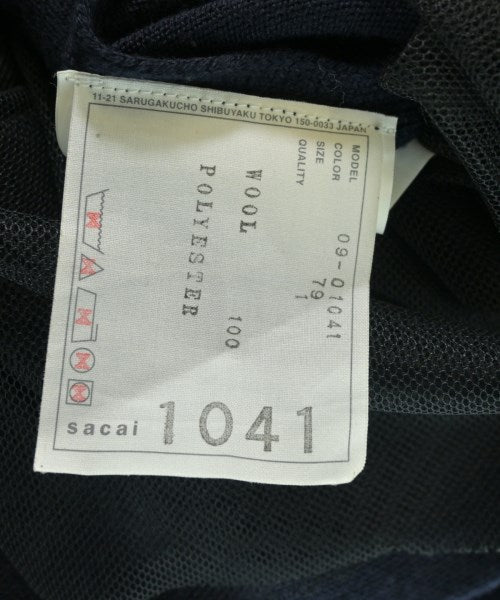 11-21 SARUGAKUCHO SHIBUYAKU TOKYO 150-0033 JAPAN
MODEL 09-01041
COLOR 79
SIZE 1
QUALITY
WOOL 100
POLYESTER
sacai 1041